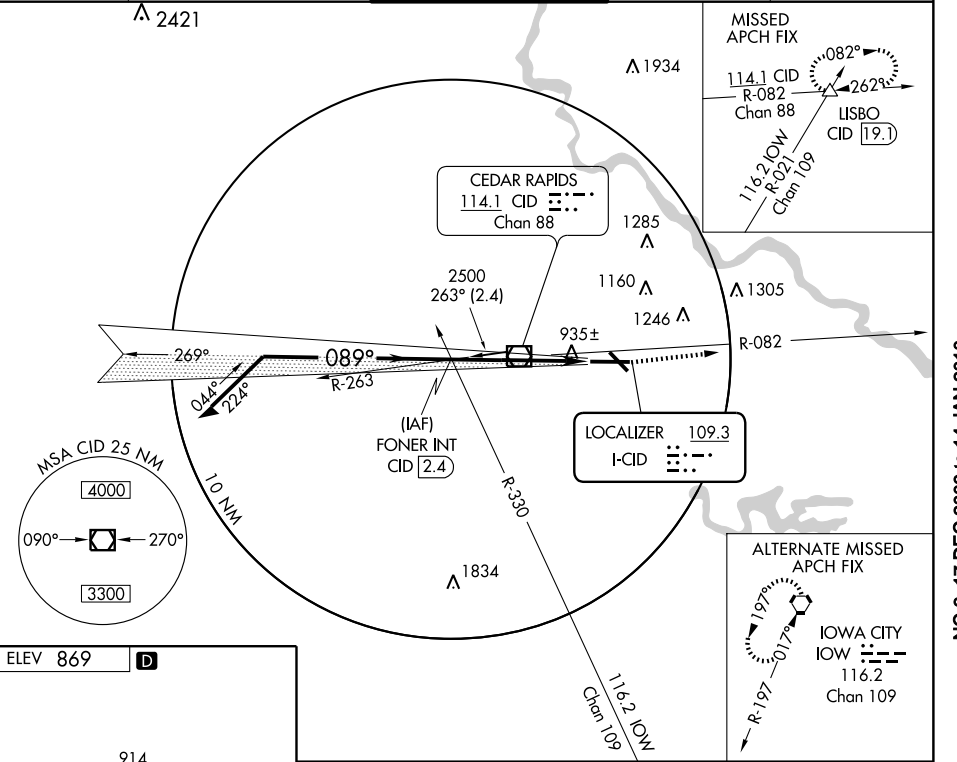 2421
1934
MISSED
APCH FIX
082°
114.1 CID
R-082
Chan 88
262°
LISBO
CID 19.1
116.2 IOW
R-021
Chan 109
CEDAR RAPIDS
114.1 CID
Chan 88
1285
2500
263° (2.4)
1160
1305
1246
935±
R-082
269°
089°
R-263
044°
224°
(IAF)
FONER INT
CID 2.4
LOCALIZER 109.3
I-CID
MSA CID 25 NM
4000
090°
270°
3300
10 NM
R-330
1834
116.2 IOW
Chan 109
ALTERNATE MISSED
APCH FIX
197°
017°
IOWA CITY
IOW
116.2
Chan 109
R-197
ELEV 869 D
914